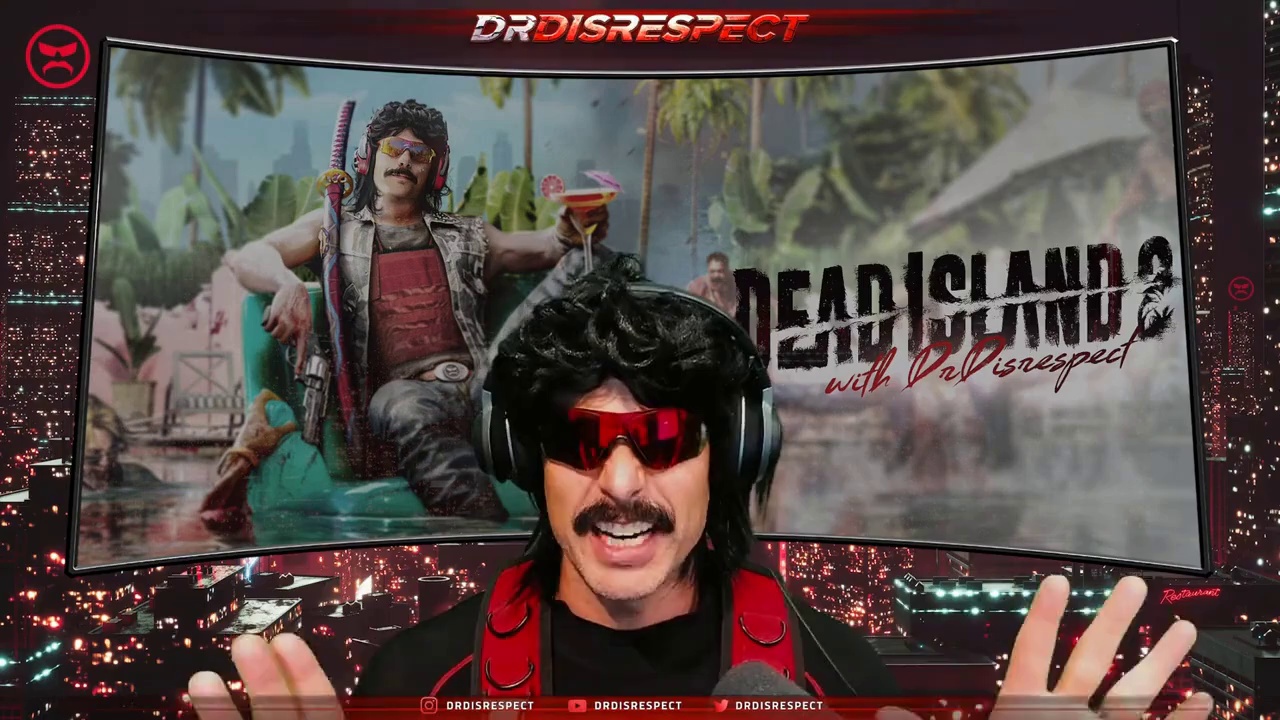 DRDISRESPECT
DEAD ISLAND 2
with DrDisrespect
Restaurant
DRDISRESPECT
DRDISRESPECT
DRDISRESPECT